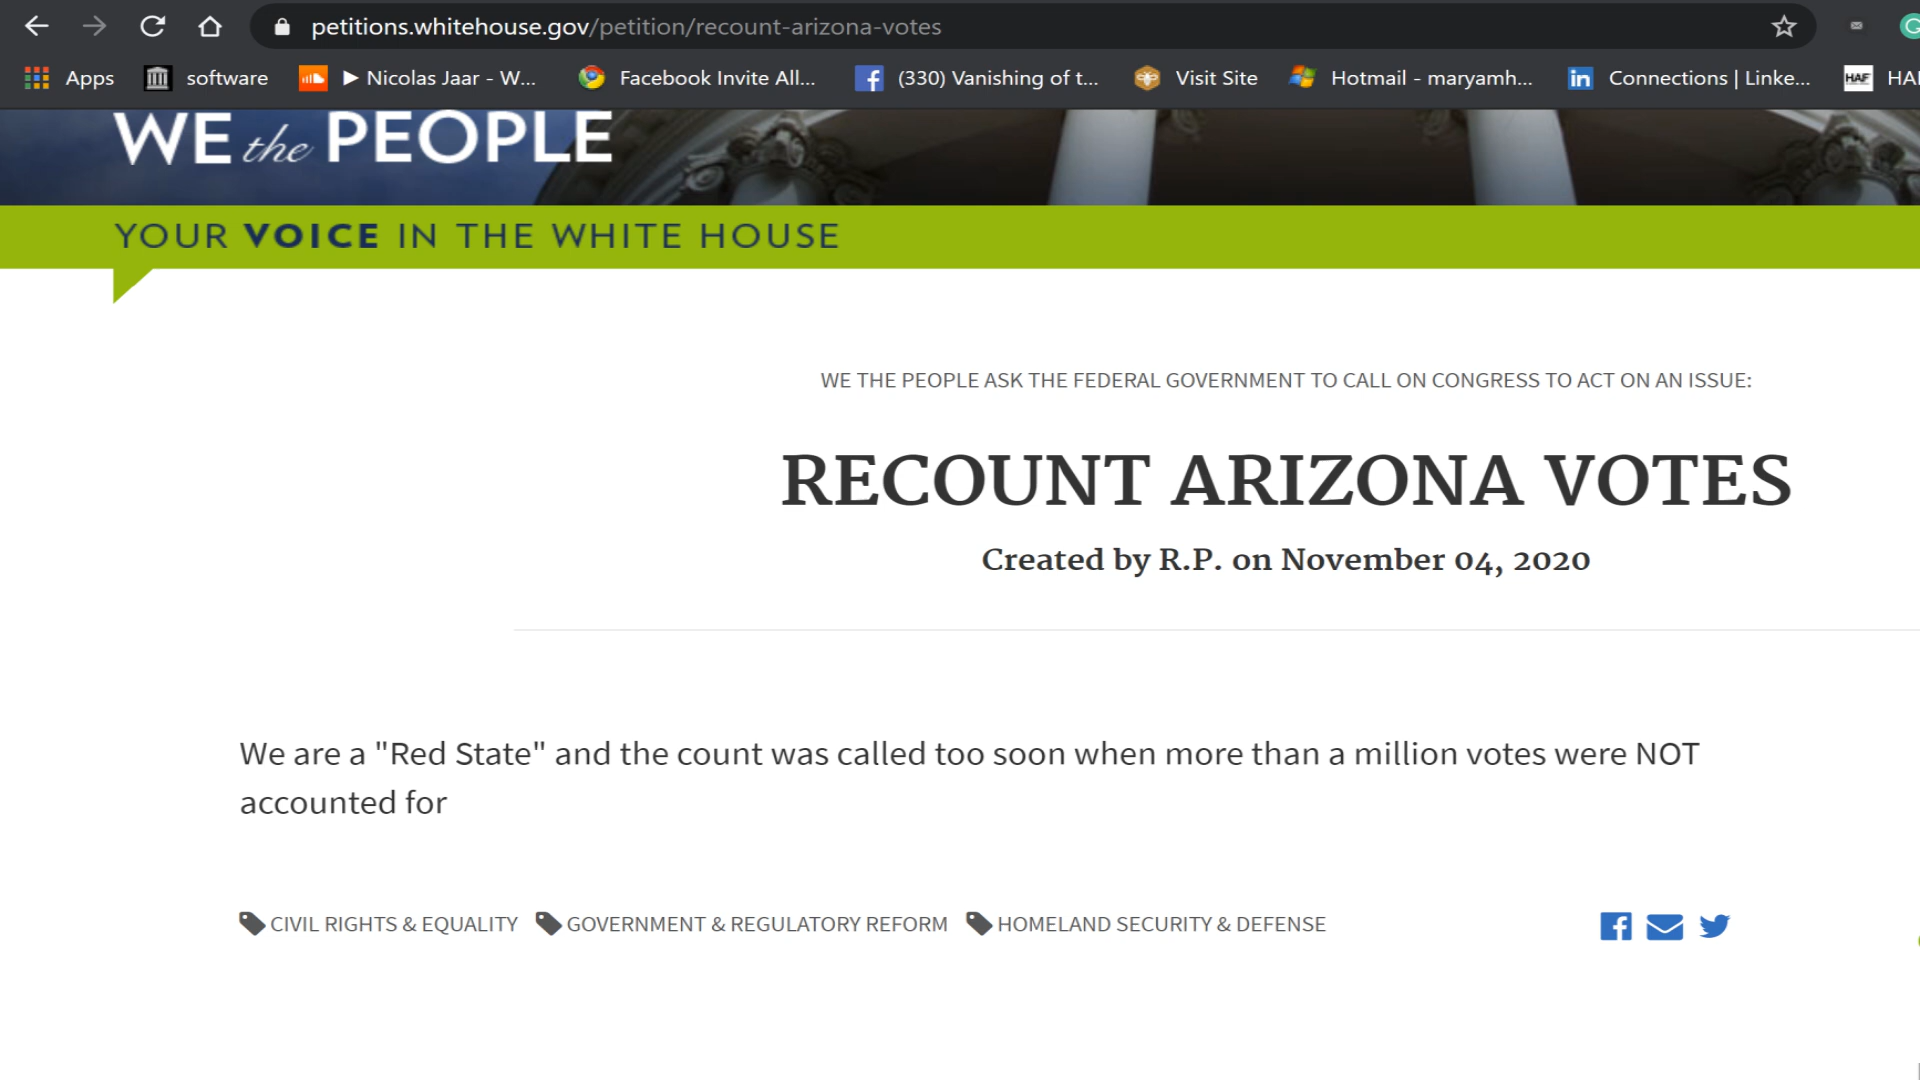 petitions.whitehouse.gov/petition/recount-arizona-votes
Apps software ▶ Nicolas Jaar - W... Facebook Invite All... (330) Vanishing of t... Visit Site Hotmail - maryamh... Connections | Linke... HAF
WE the PEOPLE
YOUR VOICE IN THE WHITE HOUSE
WE THE PEOPLE ASK THE FEDERAL GOVERNMENT TO CALL ON CONGRESS TO ACT ON AN ISSUE:
RECOUNT ARIZONA VOTES
Created by R.P. on November 04, 2020
We are a "Red State" and the count was called too soon when more than a million votes were NOT
accounted for
CIVIL RIGHTS & EQUALITY GOVERNMENT & REGULATORY REFORM HOMELAND SECURITY & DEFENSE